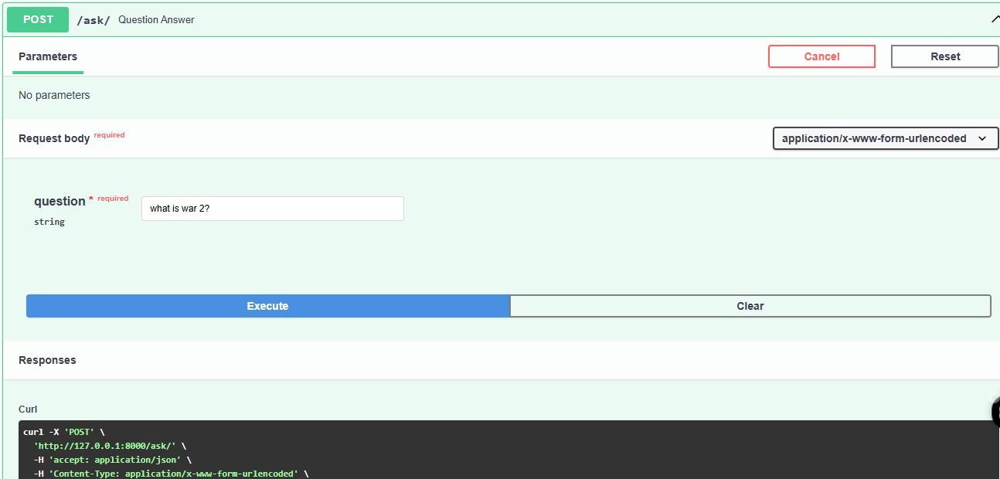 POST /ask/ Question Answer
Parameters Cancel Reset
No parameters
Request body required application/x-www-form-urlencoded
question * required what is war 2?
string
Execute Clear
Responses
Curl
curl -X 'POST' \
'http://127.0.0.1:8000/ask/' \
-H 'accept: application/json' \
-H 'Content-Type: application/x-www-form-urlencoded' \